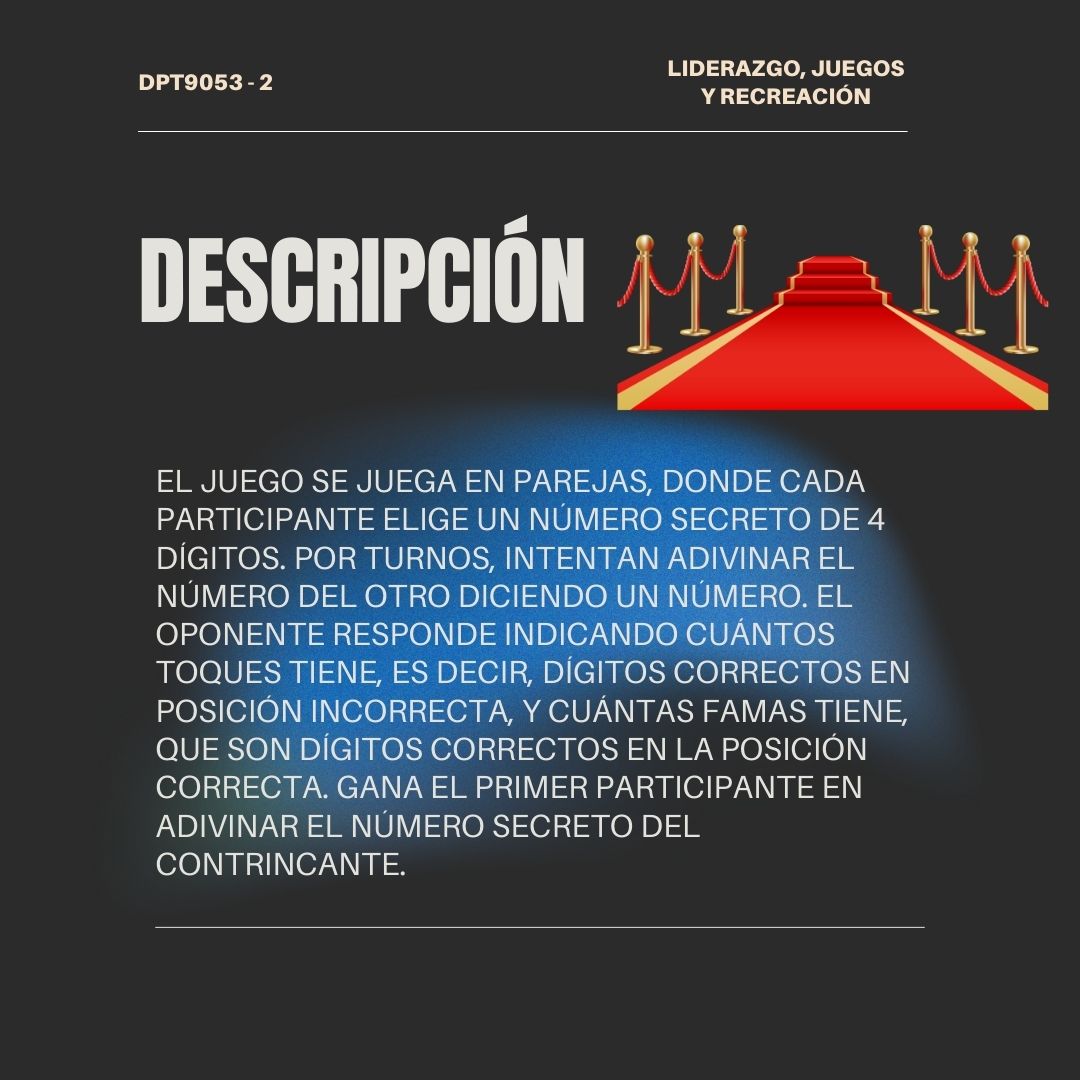 DPT9053 - 2
LIDERAZGO, JUEGOS
Y RECREACIÓN
DESCRIPCIÓN
EL JUEGO SE JUEGA EN PAREJAS, DONDE CADA
PARTICIPANTE ELIGE UN NÚMERO SECRETO DE 4
DÍGITOS. POR TURNOS, INTENTAN ADIVINAR EL
NÚMERO DEL OTRO DICIENDO UN NÚMERO. EL
OPONENTE RESPONDE INDICANDO CUÁNTOS
TOQUES TIENE, ES DECIR, DÍGITOS CORRECTOS EN
POSICIÓN INCORRECTA, Y CUÁNTAS FAMAS TIENE,
QUE SON DÍGITOS CORRECTOS EN LA POSICIÓN
CORRECTA. GANA EL PRIMER PARTICIPANTE EN
ADIVINAR EL NÚMERO SECRETO DEL
CONTRINCANTE.